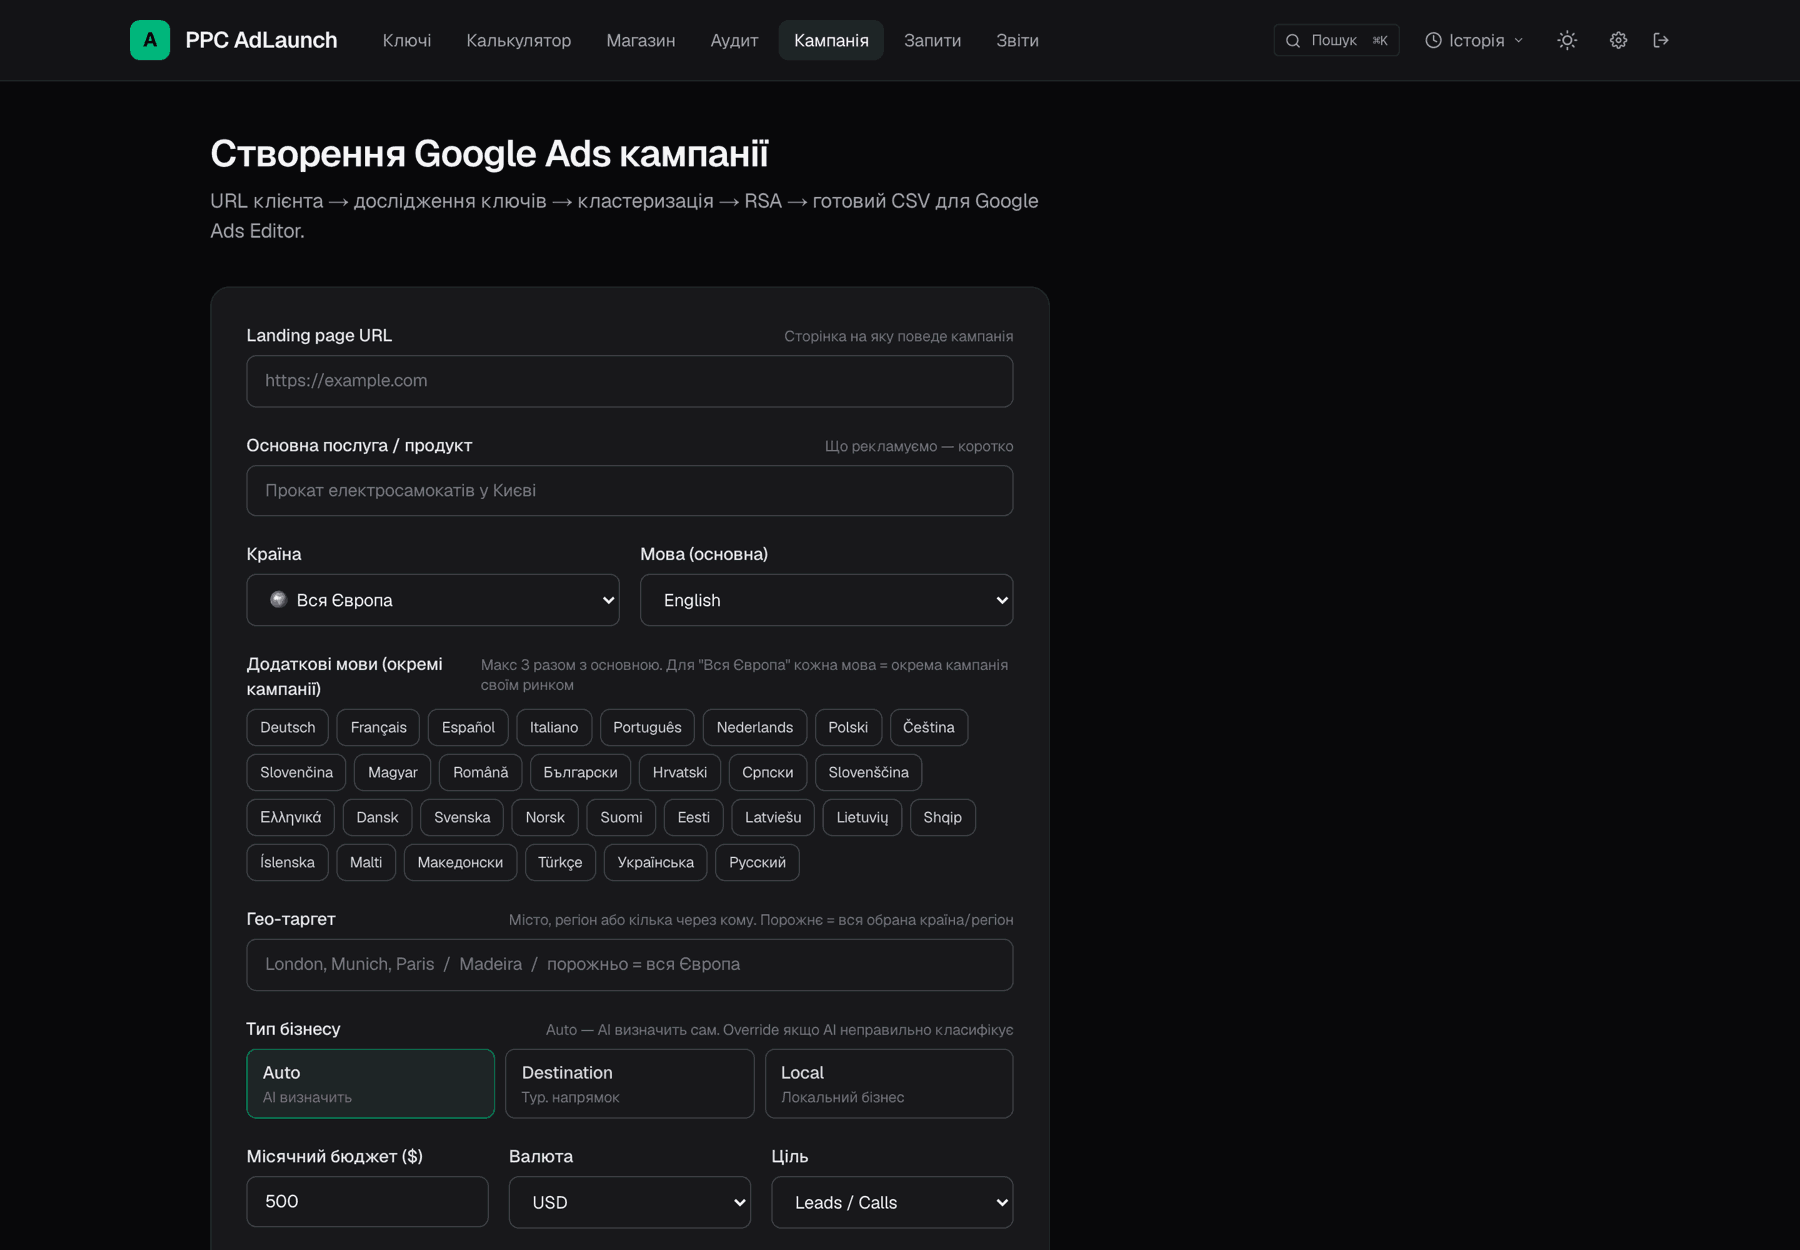 A PPC AdLaunch Ключі Калькулятор Магазин Аудит Кампанія Запити Звіти Пошук ⌘K Історія
Створення Google Ads кампанії
URL клієнта → дослідження ключів → кластеризація → RSA → готовий CSV для Google
Ads Editor.
Landing page URL Сторінка на яку поведе кампанія
https://example.com
Основна послуга / продукт Що рекламуємо — коротко
Прокат електросамокатів у Києві
Країна Мова (основна)
Вся Європа English
Додаткові мови (окремі
кампанії)
Макс 3 разом з основною. Для "Вся Європа" кожна мова = окрема кампанія
своїм ринком
Deutsch Français Español Italiano Português Nederlands Polski Čeština
Slovenčina Magyar Română Български Hrvatski Српски Slovenščina
Ελληνικά Dansk Svenska Norsk Suomi Eesti Latviešu Lietuvių Shqip
Íslenska Malti Македонски Türkçe Українська Русский
Гео-таргет Місто, регіон або кілька через кому. Порожнє = вся обрана країна/регіон
London, Munich, Paris / Madeira / порожньо = вся Європа
Тип бізнесу Auto — AI визначить сам. Override якщо AI неправильно класифікує
Auto Destination Local
AI визначить Тур. напрямок Локальний бізнес
Місячний бюджет ($) Валюта Ціль
500 USD Leads / Calls